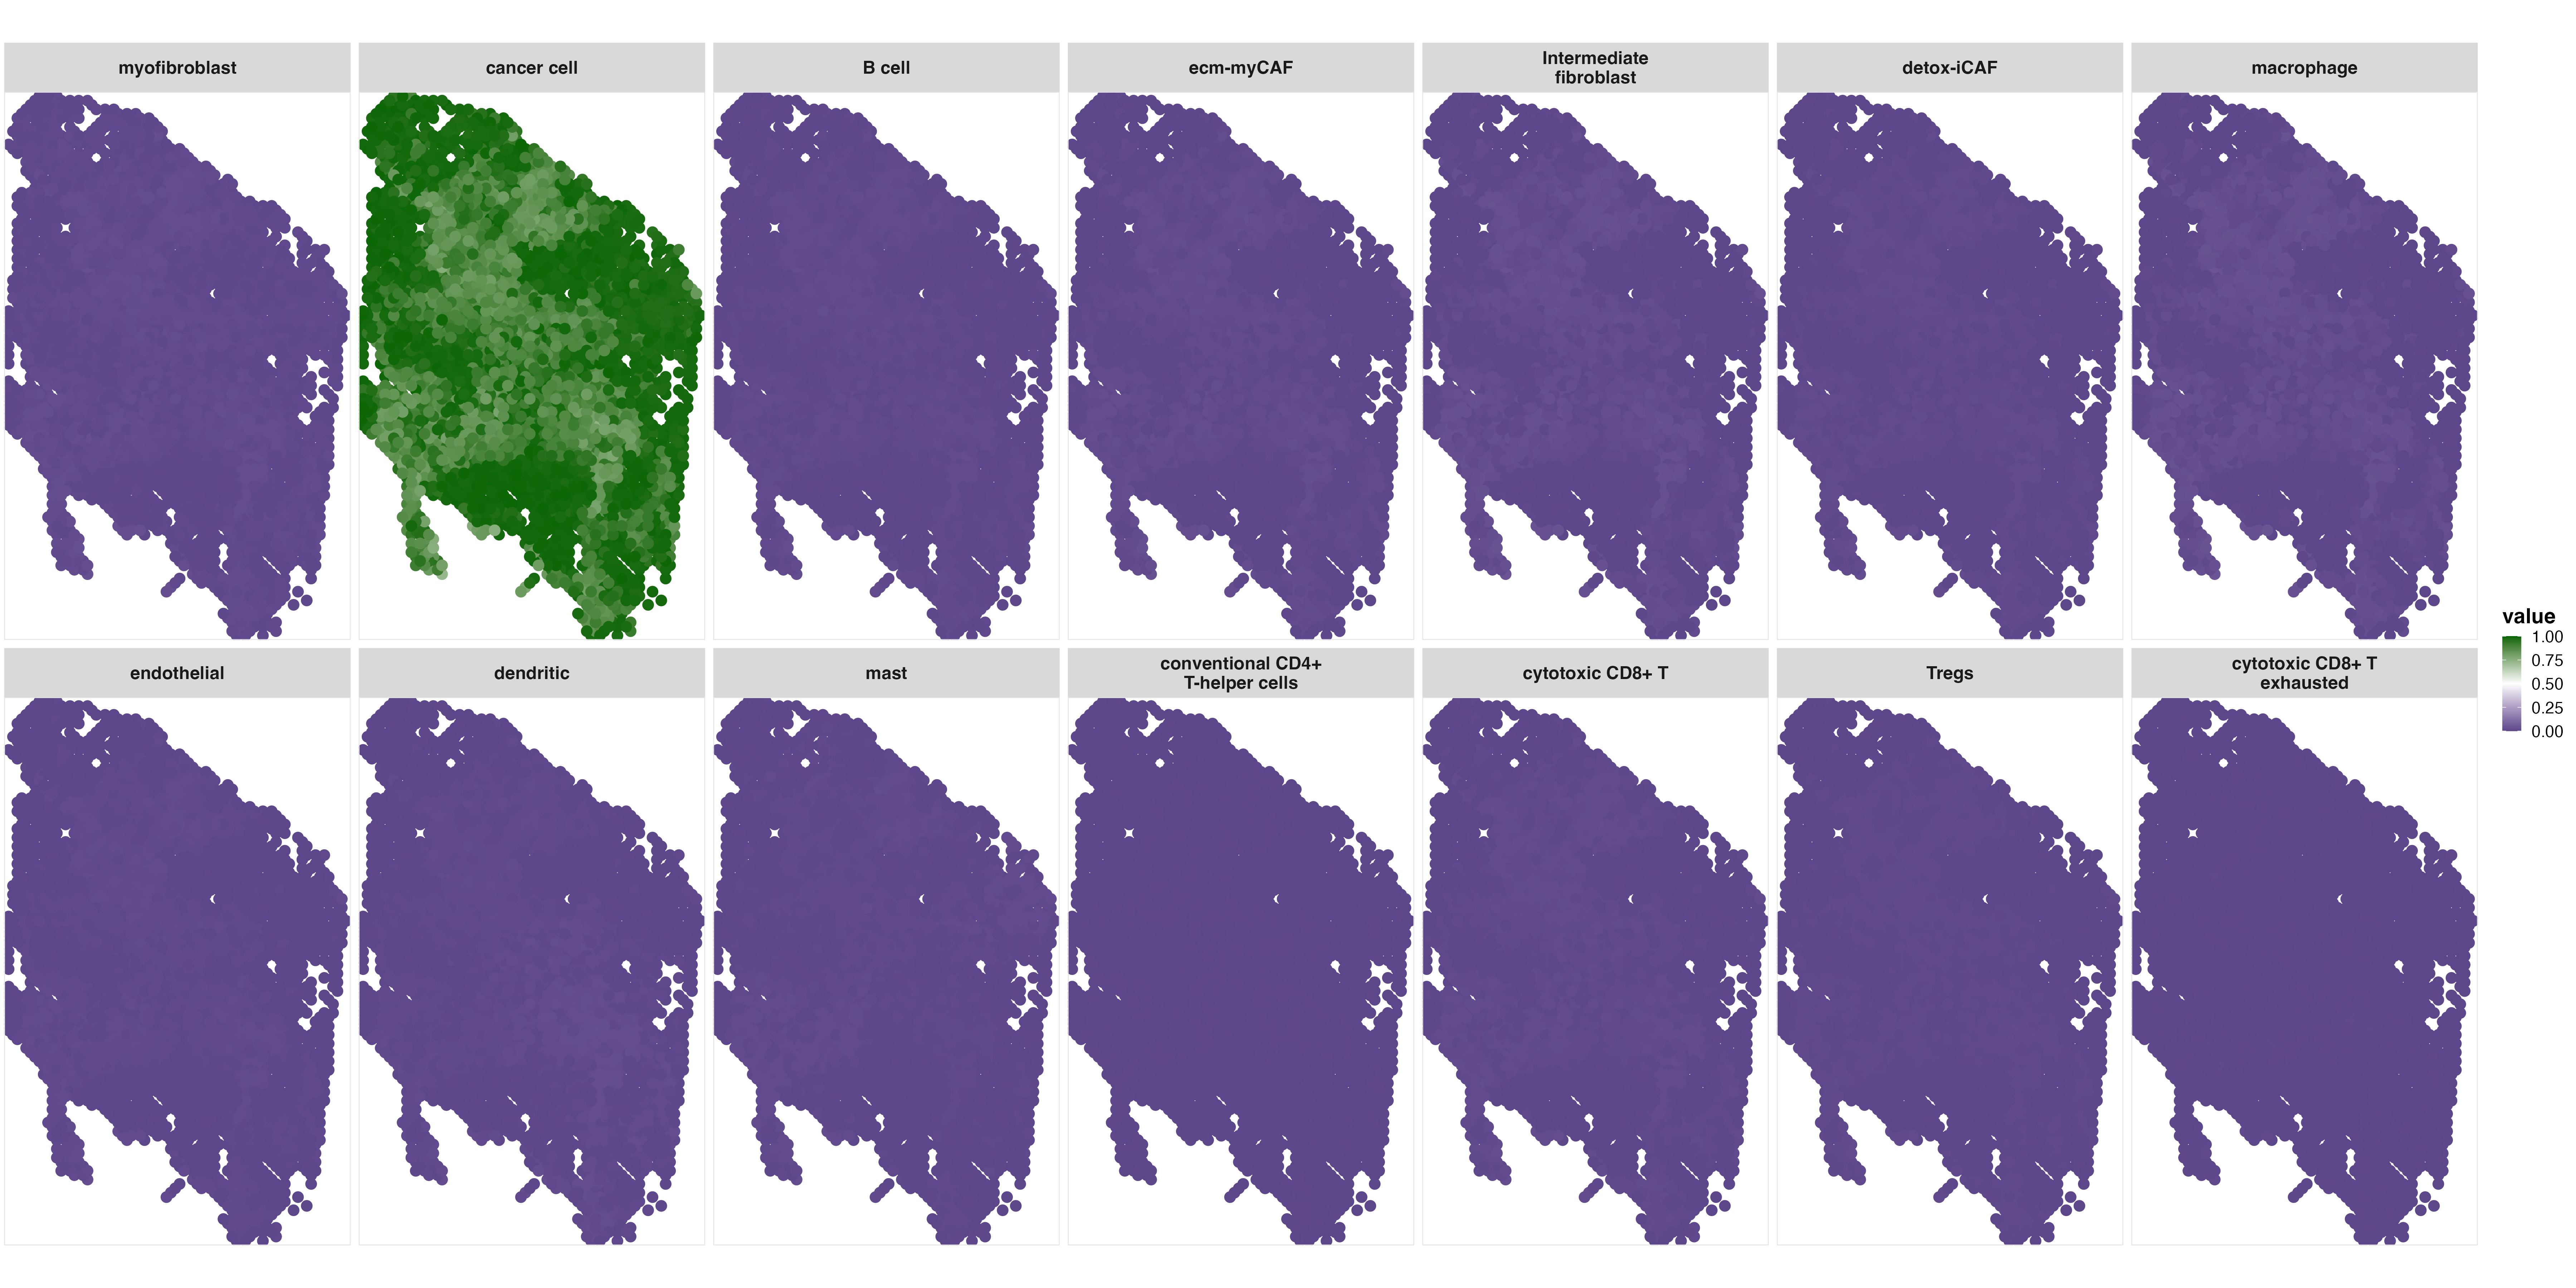 myofibroblast
cancer cell
B cell
ecm-myCAF
Intermediate
fibroblast
detox-iCAF
macrophage
endothelial
dendritic
mast
conventional CD4+
T-helper cells
cytotoxic CD8+ T
Tregs
cytotoxic CD8+ T
exhausted
value
1.00
0.75
0.50
0.25
0.00